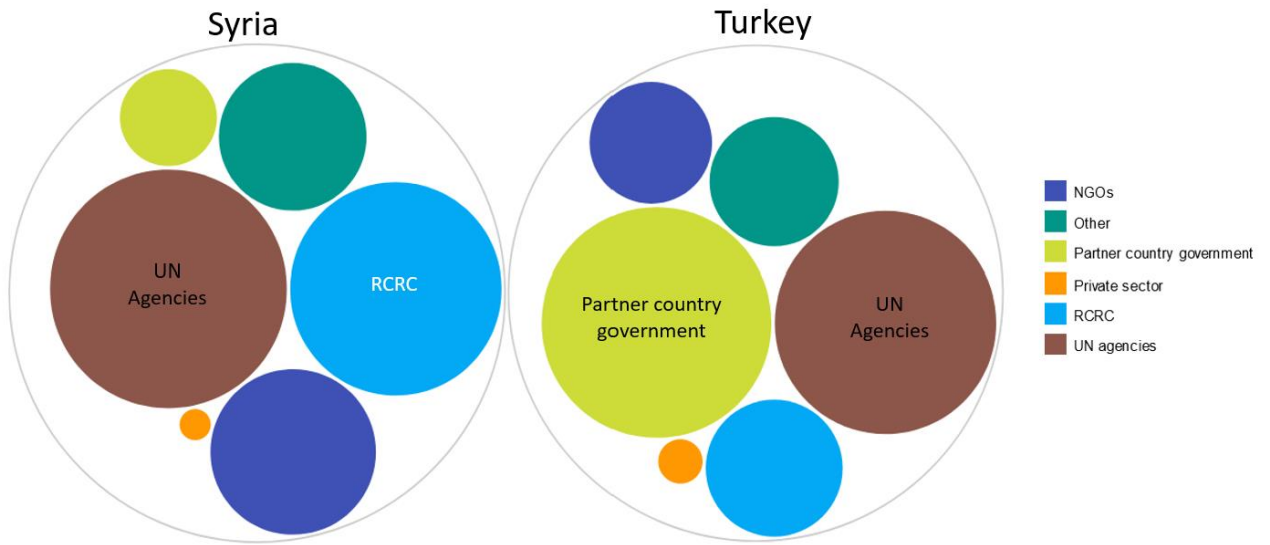 Syria
Turkey
UN
Agencies
RCRC
Partner country
government
UN
Agencies
NGOs
Other
Partner country government
Private sector
RCRC
UN agencies